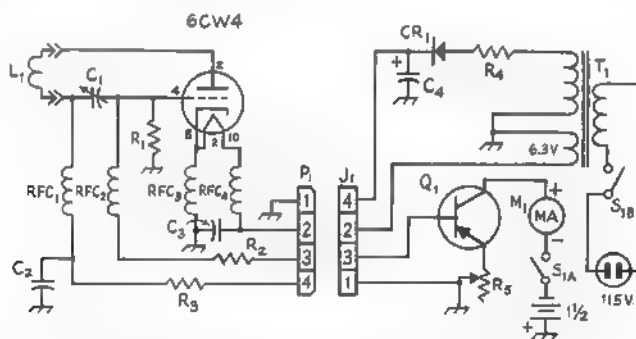 6CW4
L1
C1
2
4
8
2
10
R1
RFC1
RFC2
RFC3
RFC4
C2
C3
R2
R3
P1
1
2
3
4
J1
4
2
3
1
CR1
+
C4
R4
T1
6.3V
Q1
+
M1
MA
−
S1A
R5
+
1½
S1B
115V.